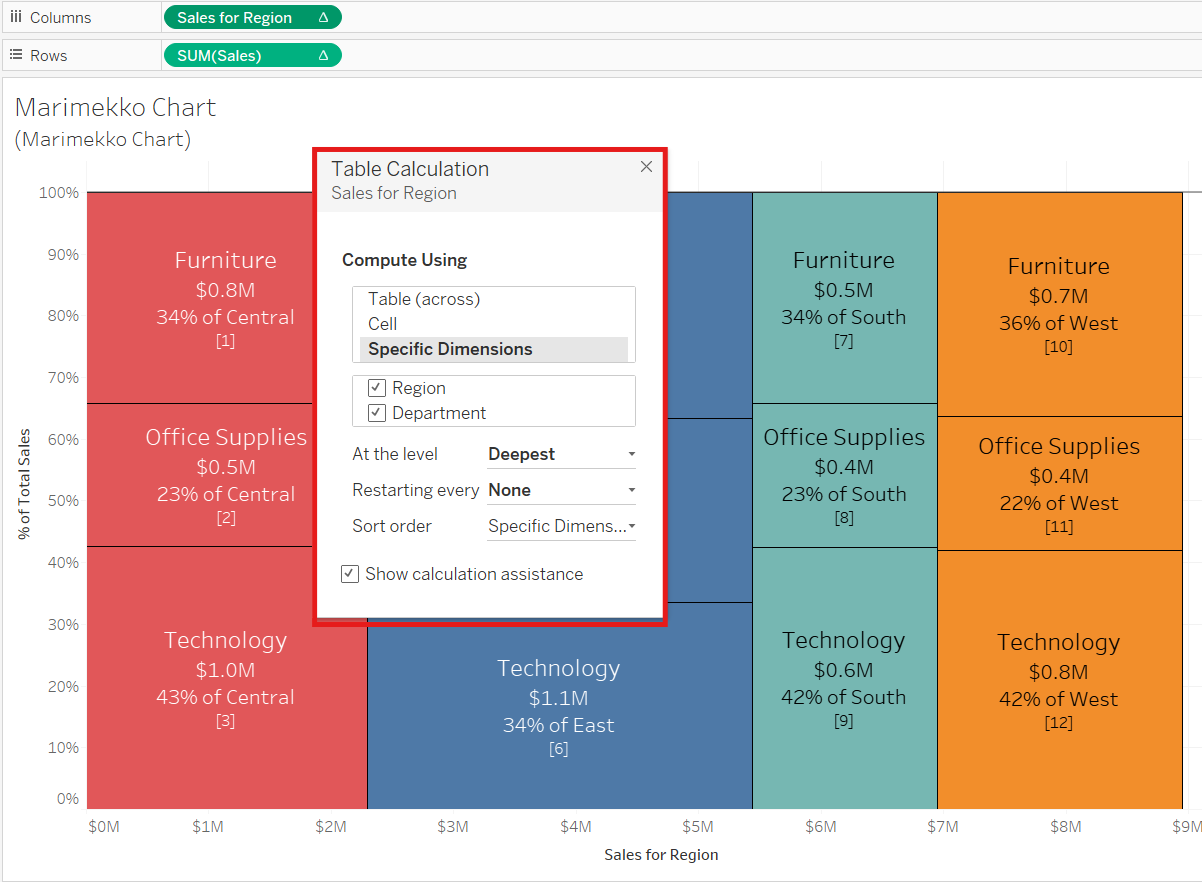 Columns
Sales for Region Δ
Rows
SUM(Sales) Δ
Marimekko Chart
(Marimekko Chart)
Table Calculation
Sales for Region
Compute Using
Table (across)
Cell
Specific Dimensions
Region
Department
At the level Deepest
Restarting every None
Sort order Specific Dimens...
Show calculation assistance
% of Total Sales
100%
90%
80%
70%
60%
50%
40%
30%
20%
10%
0%
Furniture
$0.8M
34% of Central
[1]
Office Supplies
$0.5M
23% of Central
[2]
Technology
$1.0M
43% of Central
[3]
Technology
$1.1M
34% of East
[6]
Furniture
$0.5M
34% of South
[7]
Office Supplies
$0.4M
23% of South
[8]
Technology
$0.6M
42% of South
[9]
Furniture
$0.7M
36% of West
[10]
Office Supplies
$0.4M
22% of West
[11]
Technology
$0.8M
42% of West
[12]
$0M $1M $2M $3M $4M $5M $6M $7M $8M $9M
Sales for Region